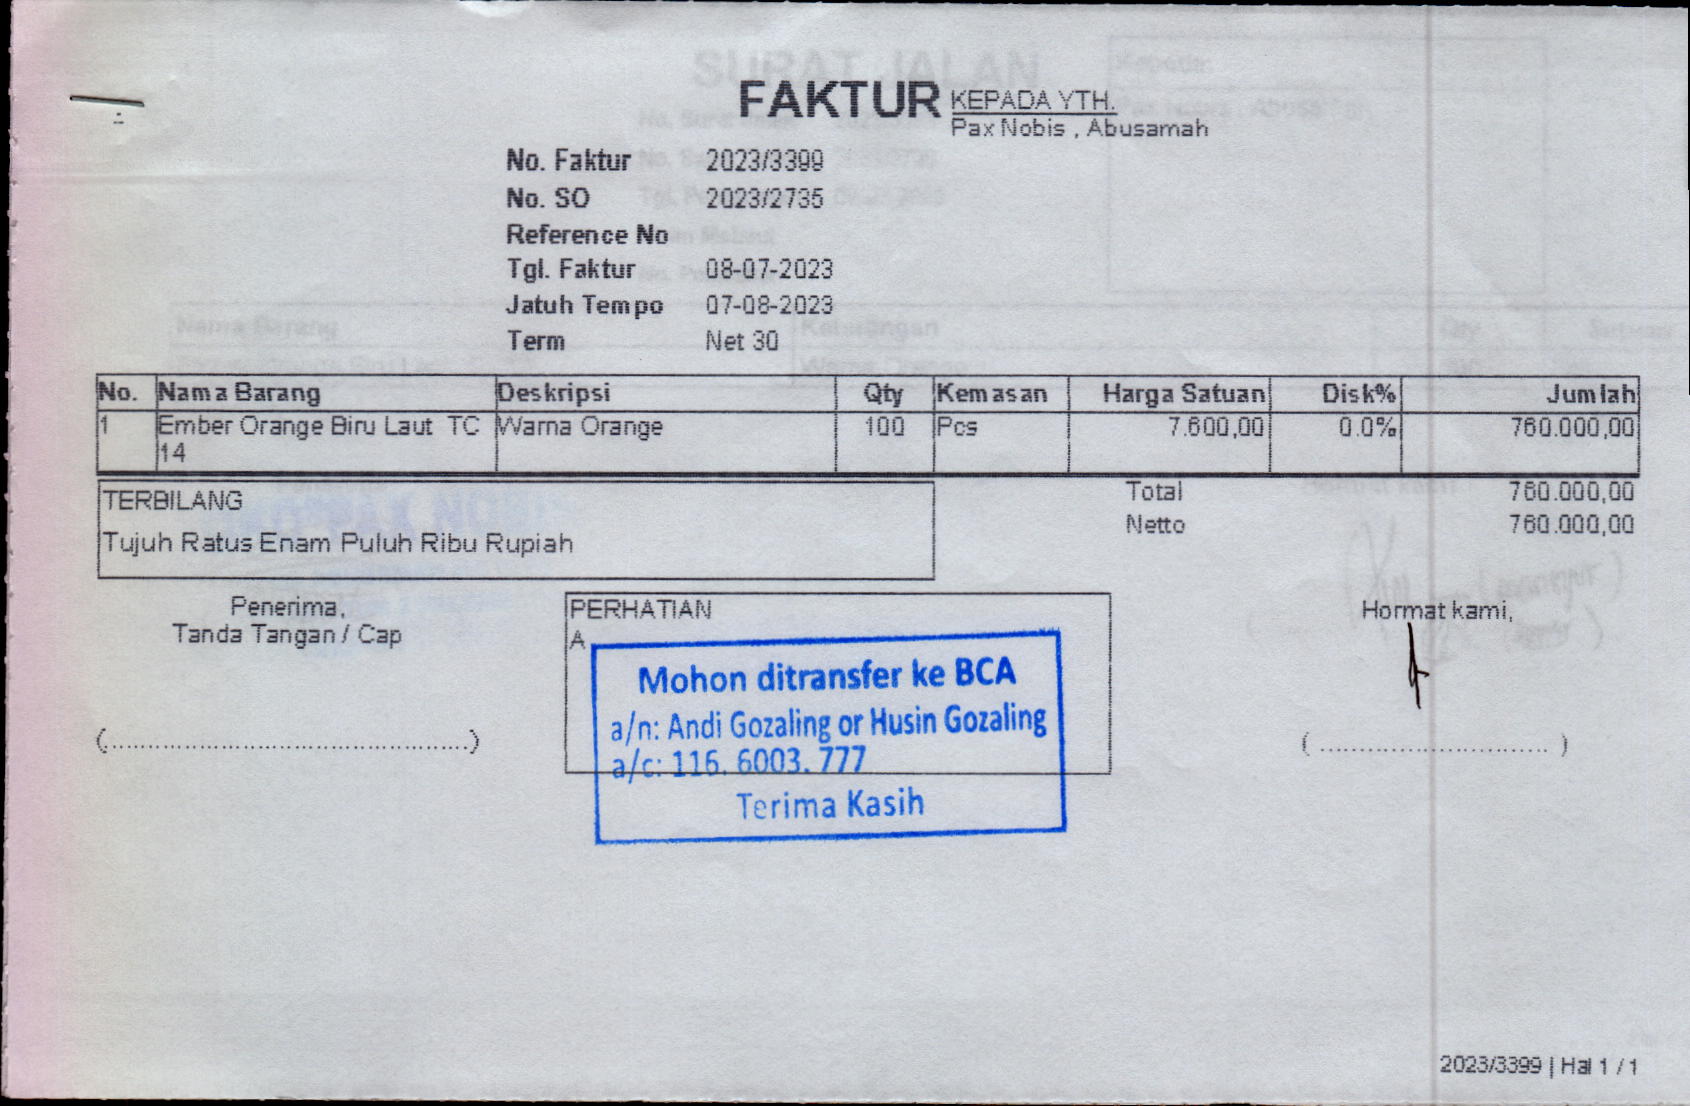 FAKTUR
KEPADA YTH.
Pax Nobis , Abusamah
No. Faktur 2023/3399
No. SO 2023/2735
Reference No
Tgl. Faktur 08-07-2023
Jatuh Tempo 07-08-2023
Term Net 30
No. Nama Barang Deskripsi Qty Kemasan Harga Satuan Disk% Jumlah
1 Ember Orange Biru Laut TC 14 Warna Orange 100 Pcs 7.600,00 0.0% 760.000,00
TERBILANG
Tujuh Ratus Enam Puluh Ribu Rupiah
Total 760.000,00
Netto 760.000,00
Penerima,
Tanda Tangan / Cap
(................................................)
PERHATIAN
A
Mohon ditransfer ke BCA
a/n: Andi Gozaling or Husin Gozaling
a/c: 116. 6003. 777
Terima Kasih
Hormat kami,
( .............................. )
2023/3399 | Hal 1 / 1